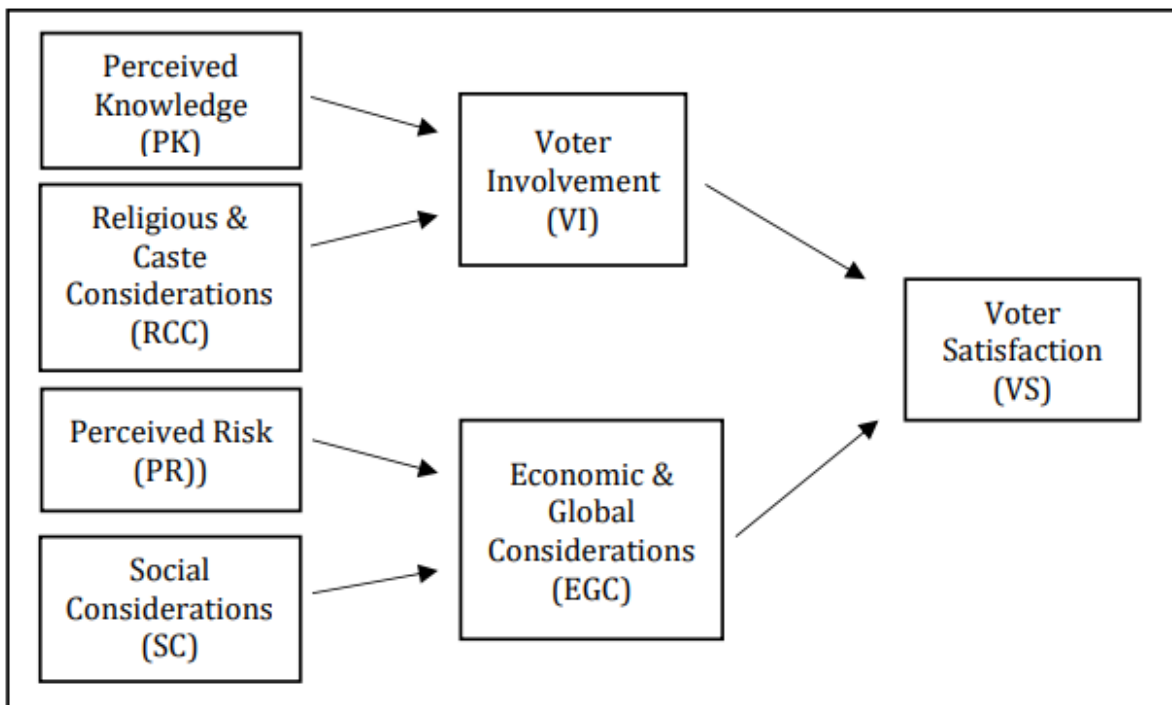 Perceived
Knowledge
(PK)
Religious &
Caste
Considerations
(RCC)
Perceived Risk
(PR))
Social
Considerations
(SC)
Voter
Involvement
(VI)
Economic &
Global
Considerations
(EGC)
Voter
Satisfaction
(VS)